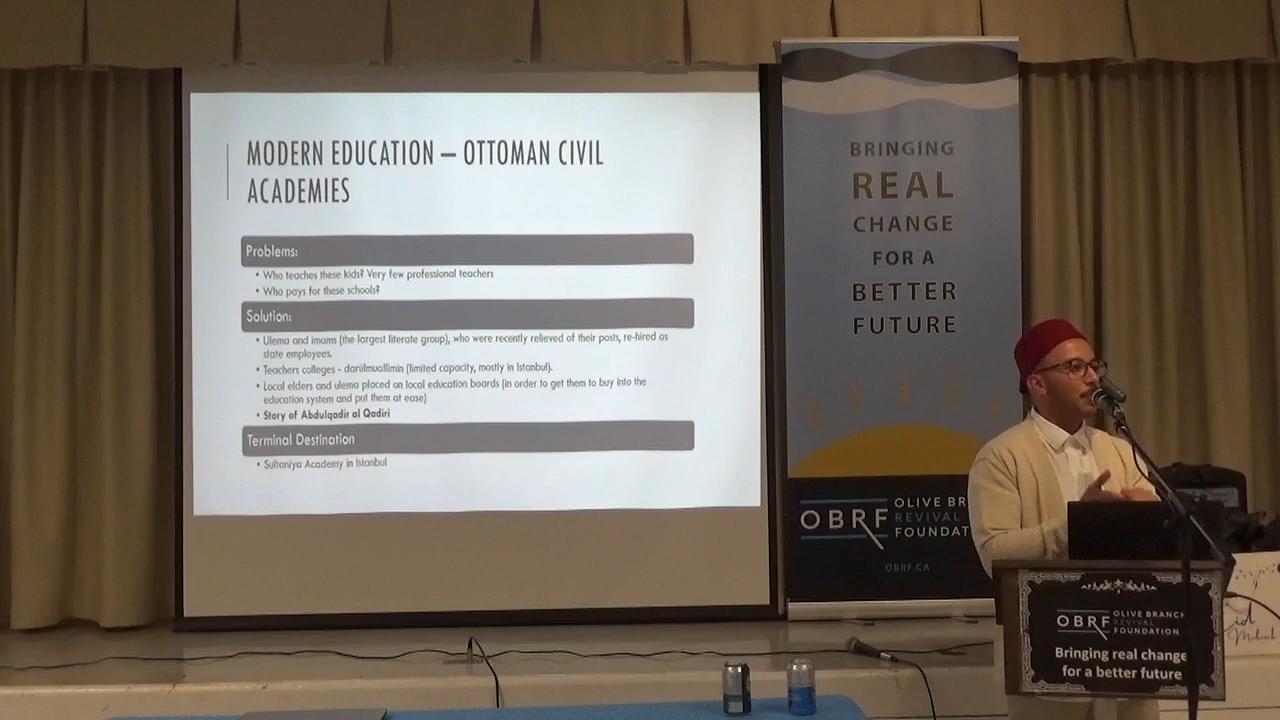 MODERN EDUCATION – OTTOMAN CIVIL
ACADEMIES
Problems:
• Who teaches these kids? Very few professional teachers
• Who pays for these schools?
Solution:
• Ulema and imams (the largest literate group), who were recently relieved of their posts, re-hired as
state employees.
• Teachers colleges - darülmuallimin (limited capacity, mostly in Istanbul).
• Local elders and ulema placed on local education boards (in order to get them to buy into the
education system and put them at ease)
• Story of Abdulqadir al Qadiri
Terminal Destination
• Sultaniya Academy in Istanbul
BRINGING
REAL
CHANGE
FOR A
BETTER
FUTURE
OBRF
OLIVE BR
REVIVAL
FOUNDAT
OBRF.CA
OBRF
OLIVE BRANCH
REVIVAL
FOUNDATION
Bringing real change
for a better future